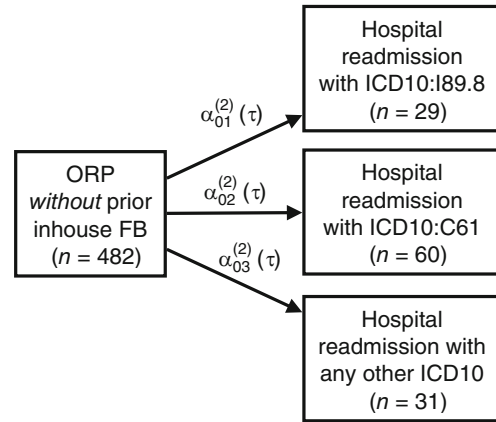 Hospital
readmission
with ICD10:I89.8
(n = 29)
α01^(2) (τ)
ORP
without prior
inhouse FB
(n = 482)
α02^(2) (τ)
Hospital
readmission
with ICD10:C61
(n = 60)
α03^(2) (τ)
Hospital
readmission with
any other ICD10
(n = 31)